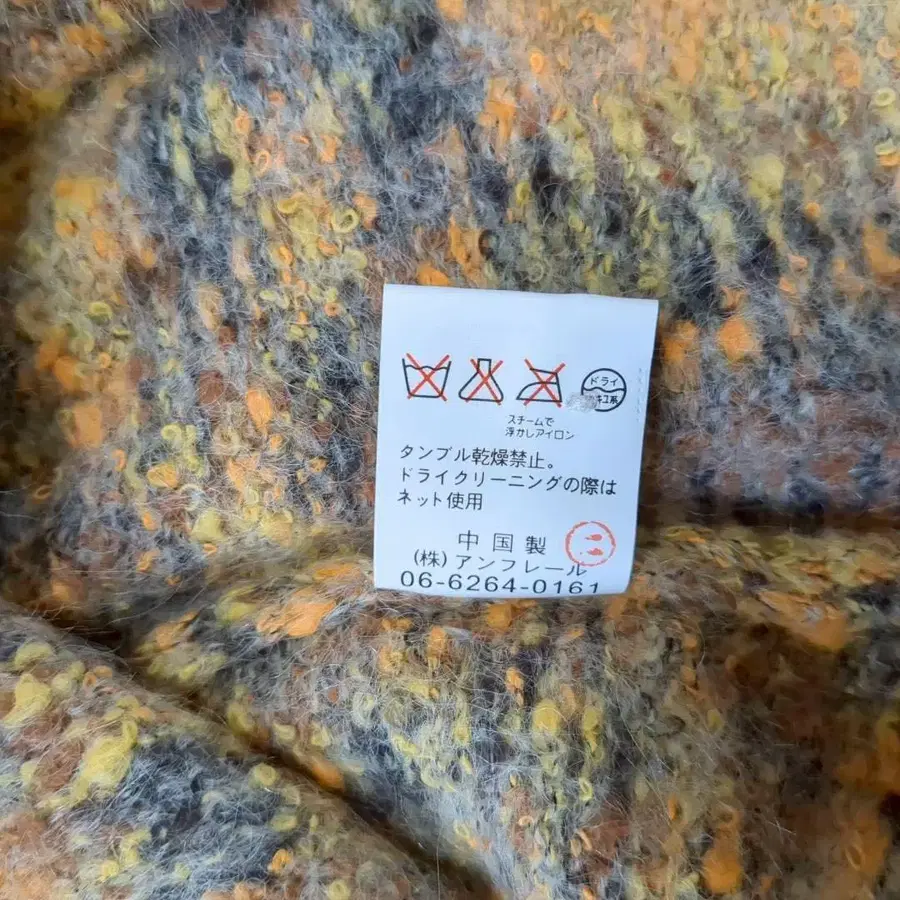 ドライ
スチームで
浮かしアイロン
タンブル乾燥禁止。
ドライクリーニングの際は
ネット使用
中国製
(株)アンフレール
06-6264-0161